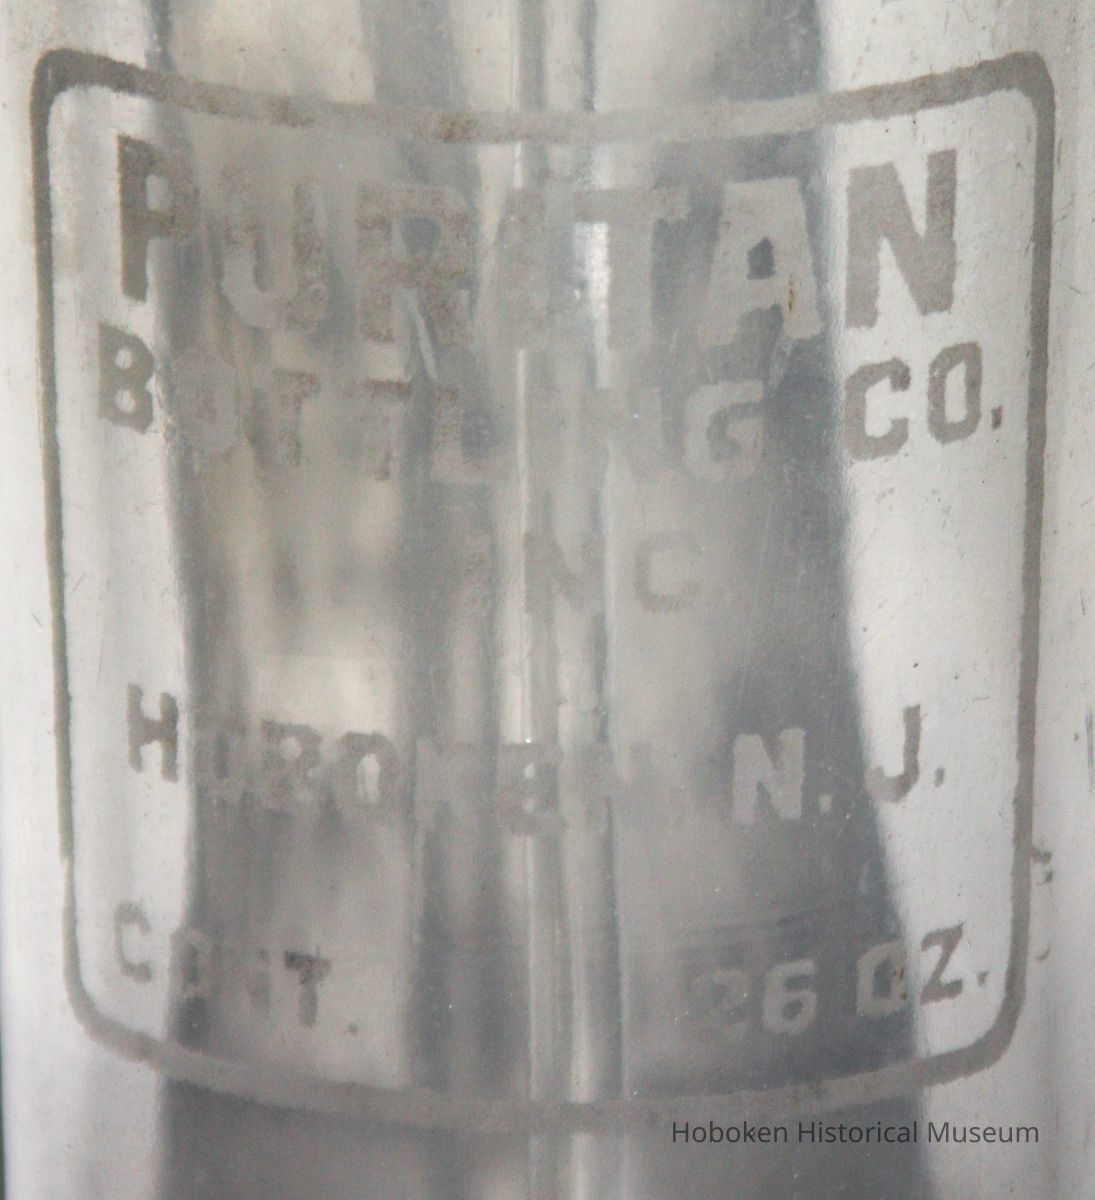 PURITAN
BOTTLING CO.
INC
HOBOKEN N. J.
CONT. 26 OZ.
Hoboken Historical Museum